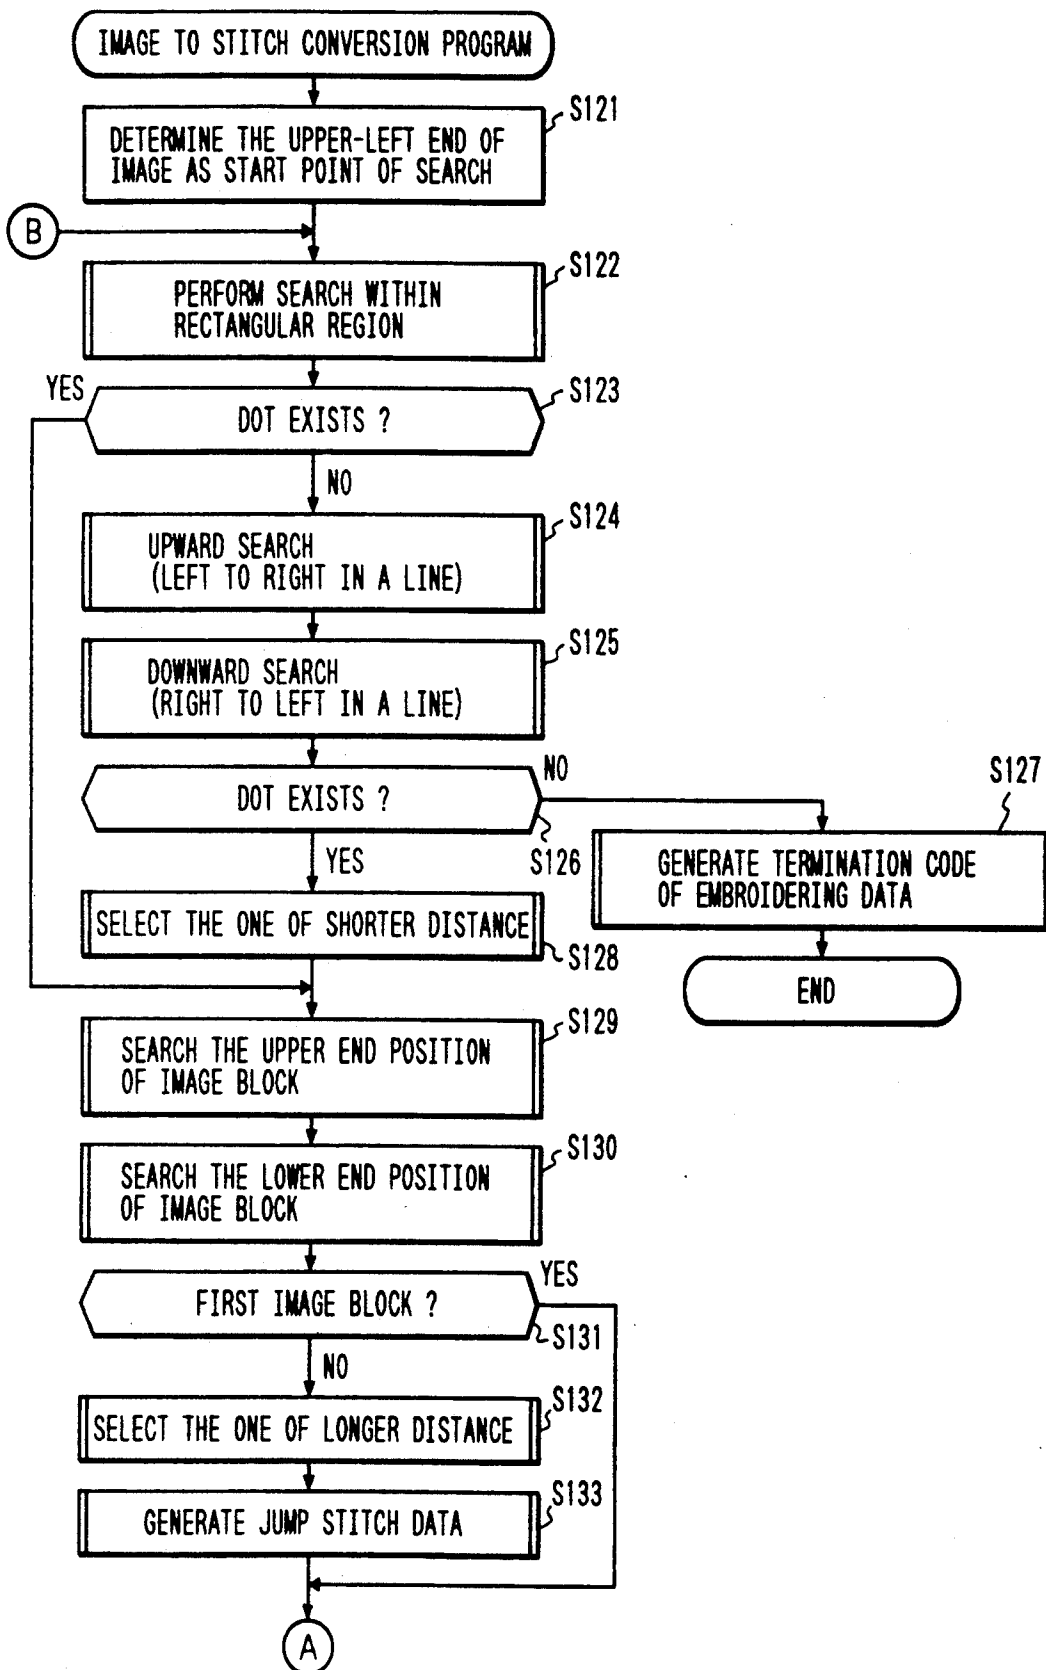 IMAGE TO STITCH CONVERSION PROGRAM
S121
DETERMINE THE UPPER-LEFT END OF
IMAGE AS START POINT OF SEARCH
B
S122
PERFORM SEARCH WITHIN
RECTANGULAR REGION
YES
S123
DOT EXISTS ?
NO
S124
UPWARD SEARCH
(LEFT TO RIGHT IN A LINE)
S125
DOWNWARD SEARCH
(RIGHT TO LEFT IN A LINE)
DOT EXISTS ?
NO
S126
YES
S127
GENERATE TERMINATION CODE
OF EMBROIDERING DATA
END
SELECT THE ONE OF SHORTER DISTANCE
S128
S129
SEARCH THE UPPER END POSITION
OF IMAGE BLOCK
S130
SEARCH THE LOWER END POSITION
OF IMAGE BLOCK
YES
FIRST IMAGE BLOCK ?
S131
NO
S132
SELECT THE ONE OF LONGER DISTANCE
S133
GENERATE JUMP STITCH DATA
A